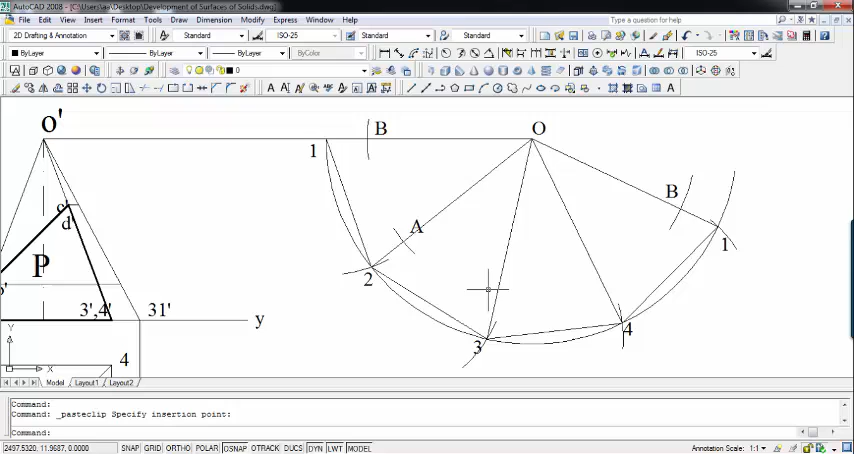 AutoCAD 2008 - [C:\Users\aa\Desktop\Development of Surfaces of Solids.dwg]
File Edit View Insert Format Tools Draw Dimension Modify Express Window Help
Type a question for help
2D Drafting & Annotation Standard ISO-25 Standard Standard
ByLayer ByLayer ByLayer ByColor ISO-25
0
o'
B
O
1
B
c'
d'
A
P
1
2
3',4'
31'
y
4
3
Y
X
4
Model Layout1 Layout2
Command:
Command: _pasteclip Specify insertion point:
Command:
2497.5320, 11.9687, 0.0000 SNAP GRID ORTHO POLAR OSNAP OTRACK DUCS DYN LWT MODEL Annotation Scale: 1:1